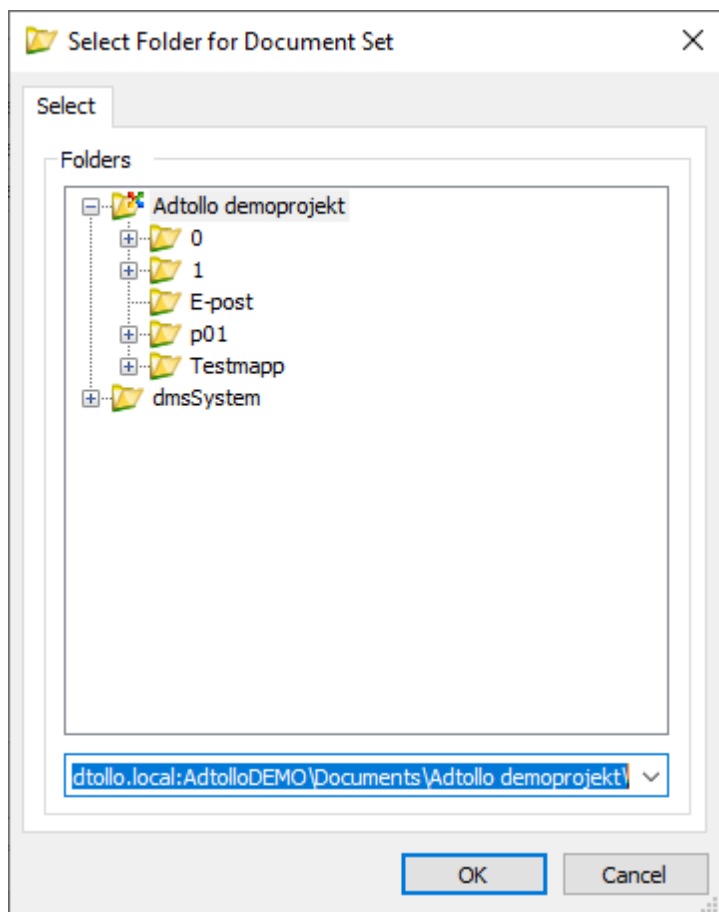 Select Folder for Document Set
Select
Folders
Adtollo demoprojekt
0
1
E-post
p01
Testmapp
dmsSystem
dtollo.local:AdtolloDEMO\Documents\Adtollo demoprojekt\
OK Cancel